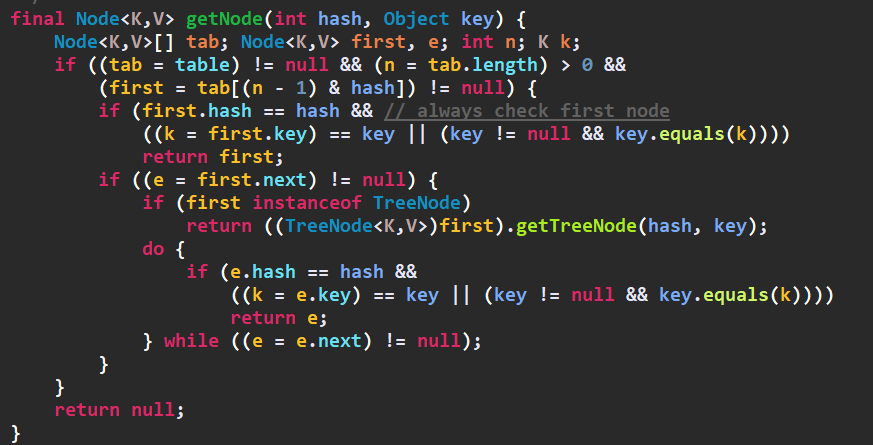 final Node<K,V> getNode(int hash, Object key) {
    Node<K,V>[] tab; Node<K,V> first, e; int n; K k;
    if ((tab = table) != null && (n = tab.length) > 0 &&
        (first = tab[(n - 1) & hash]) != null) {
        if (first.hash == hash && // always check first node
            ((k = first.key) == key || (key != null && key.equals(k))))
            return first;
        if ((e = first.next) != null) {
            if (first instanceof TreeNode)
                return ((TreeNode<K,V>)first).getTreeNode(hash, key);
            do {
                if (e.hash == hash &&
                    ((k = e.key) == key || (key != null && key.equals(k))))
                    return e;
            } while ((e = e.next) != null);
        }
    }
    return null;
}